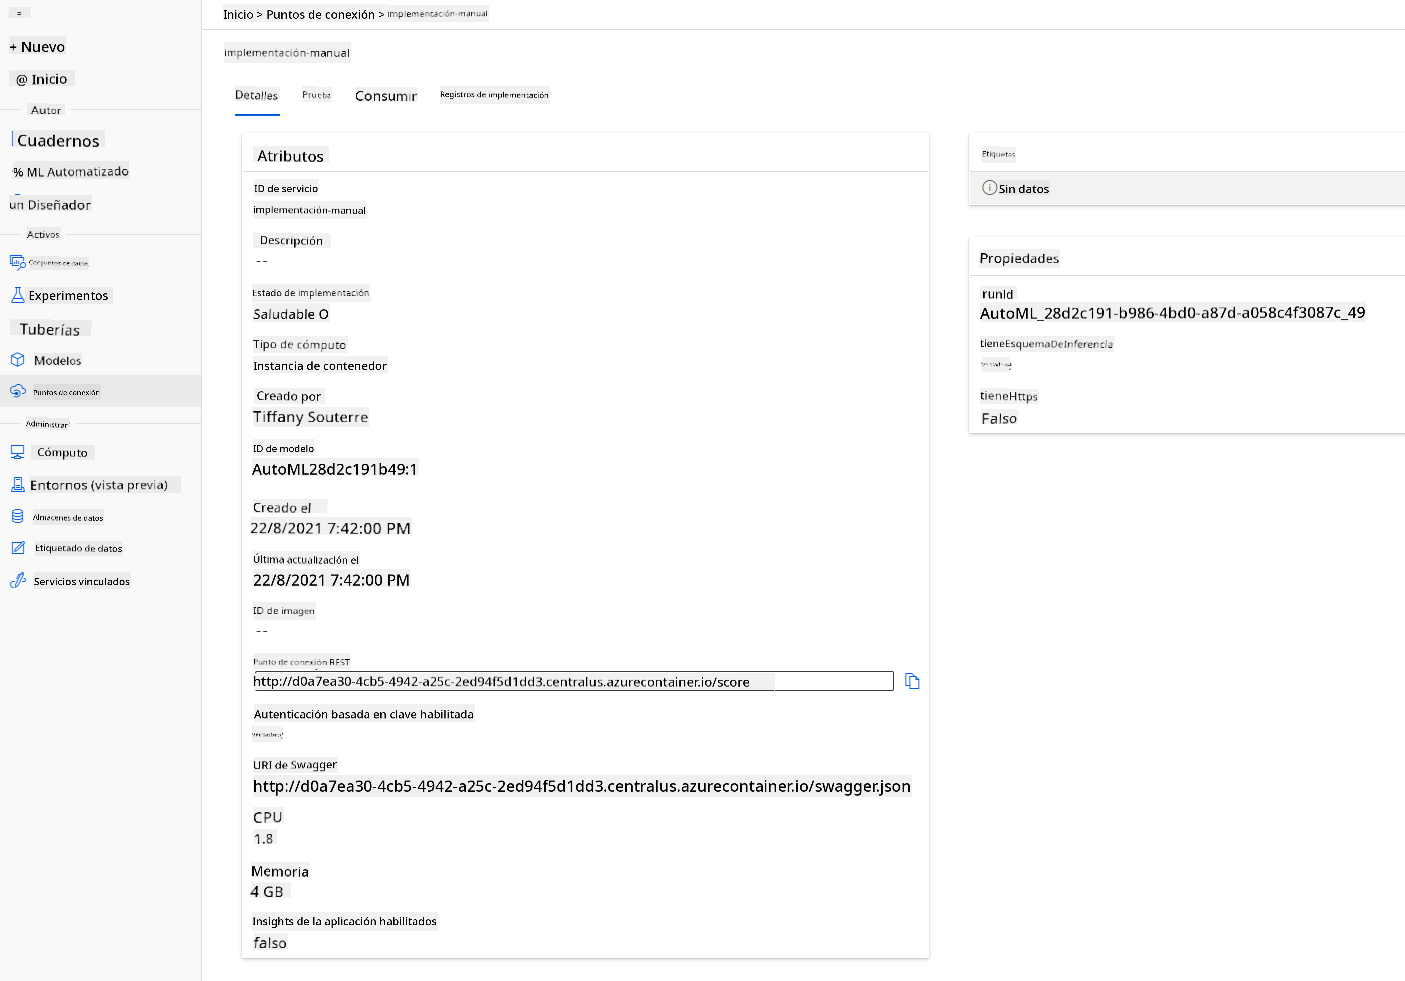 Inicio > Puntos de conexión > implementación-manual
+ Nuevo
@ Inicio
Autor
Cuadernos
% ML Automatizado
un Diseñador
Activos
Conjuntos de datos
Experimentos
Tuberías
Modelos
Puntos de conexión
Administrar
Cómputo
Entornos (vista previa)
Almacenes de datos
Etiquetado de datos
Servicios vinculados
implementación-manual
Detalles
Prueba
Consumir
Registros de implementación
Atributos
ID de servicio
implementación-manual
Descripción
--
Estado de implementación
Saludable O
Tipo de cómputo
Instancia de contenedor
Creado por
Tiffany Souterre
ID de modelo
AutoML28d2c191b49:1
Creado el
22/8/2021 7:42:00 PM
Última actualización el
22/8/2021 7:42:00 PM
ID de imagen
--
Punto de conexión REST
http://d0a7ea30-4cb5-4942-a25c-2ed94f5d1dd3.centralus.azurecontainer.io/score
Autenticación basada en clave habilitada
URI de Swagger
http://d0a7ea30-4cb5-4942-a25c-2ed94f5d1dd3.centralus.azurecontainer.io/swagger.json
CPU
1.8
Memoria
4 GB
Insights de la aplicación habilitados
falso
Etiquetas
Sin datos
Propiedades
runId
AutoML_28d2c191-b986-4bd0-a87d-a058c4f3087c_49
tieneEsquemaDeInferencia
tieneHttps
Falso